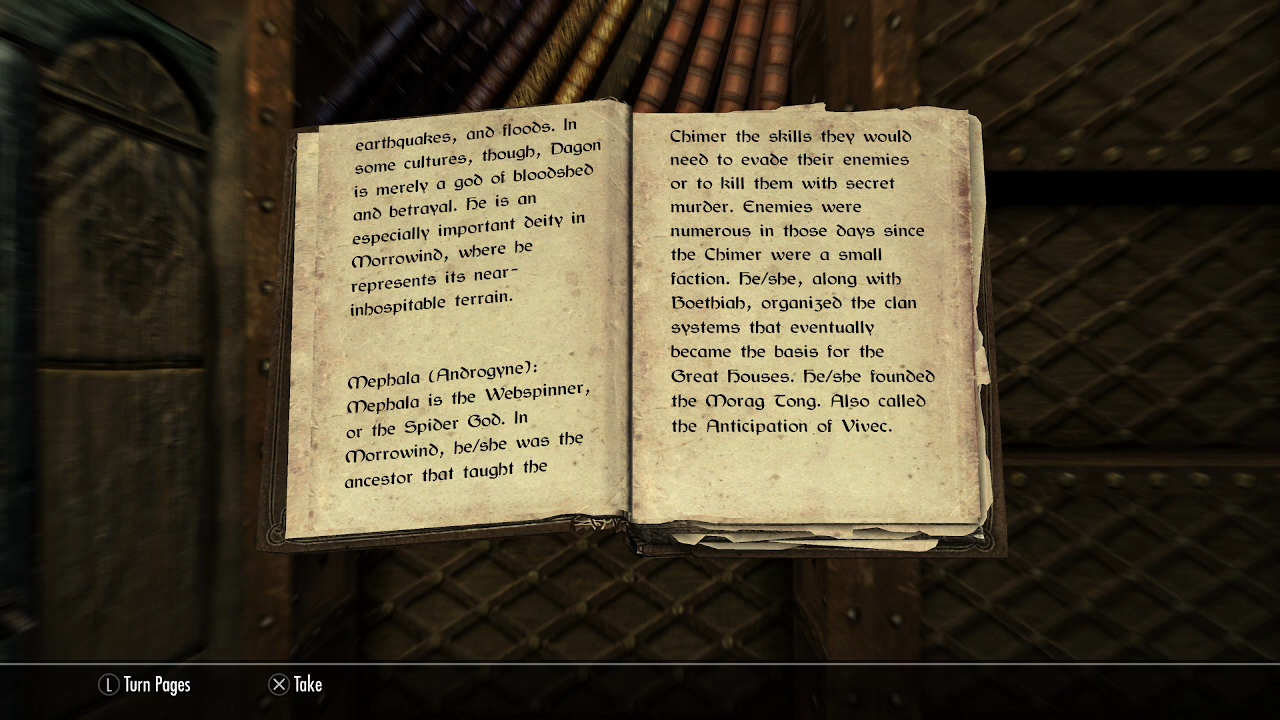 earthquakes, and floods. In
some cultures, though, Dagon
is merely a god of bloodshed
and betrayal. He is an
especially important deity in
Morrowind, where he
represents its near-
inhospitable terrain.
Mephala (Androgyne):
Mephala is the Webspinner,
or the Spider God. In
Morrowind, he/she was the
ancestor that taught the
Chimer the skills they would
need to evade their enemies
or to kill them with secret
murder. Enemies were
numerous in those days since
the Chimer were a small
faction. He/she, along with
Boethiah, organized the clan
systems that eventually
became the basis for the
Great Houses. He/she founded
the Morag Tong. Also called
the Anticipation of Vivec.
L Turn Pages
X Take